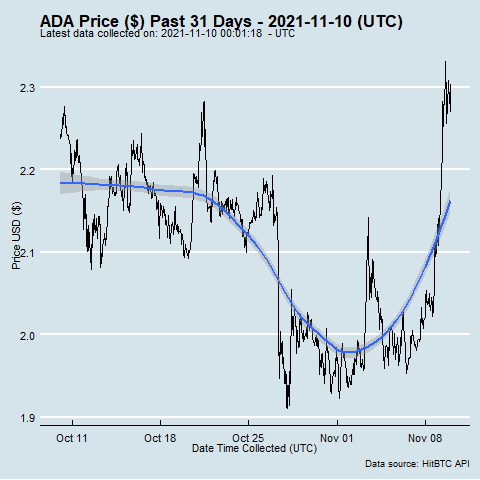 ADA Price ($) Past 31 Days - 2021-11-10 (UTC)
Latest data collected on: 2021-11-10 00:01:18 - UTC
2.3
2.2
2.1
2.0
1.9
Price USD ($)
Oct 11 Oct 18 Oct 25 Nov 01 Nov 08
Date Time Collected (UTC)
Data source: HitBTC API